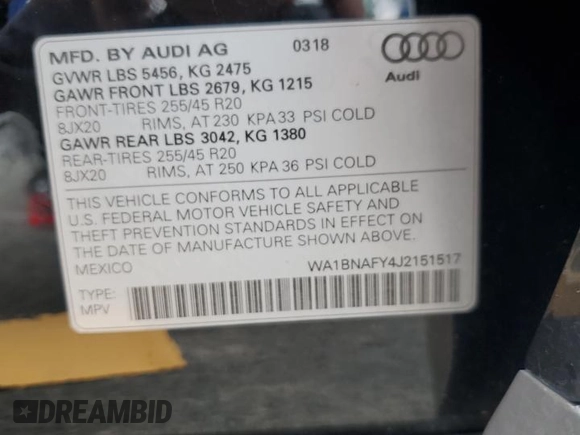 MFD. BY AUDI AG 0318
GVWR LBS 5456, KG 2475
GAWR FRONT LBS 2679, KG 1215
FRONT-TIRES 255/45 R20
8JX20 RIMS, AT 230 KPA 33 PSI COLD
GAWR REAR LBS 3042, KG 1380
REAR-TIRES 255/45 R20
8JX20 RIMS, AT 250 KPA 36 PSI COLD
Audi
THIS VEHICLE CONFORMS TO ALL APPLICABLE
U.S. FEDERAL MOTOR VEHICLE SAFETY AND
THEFT PREVENTION STANDARDS IN EFFECT ON
THE DATE OF MANUFACTURE SHOWN ABOVE.
MEXICO WA1BNAFY4J2151517
TYPE:
MPV
DREAMBID